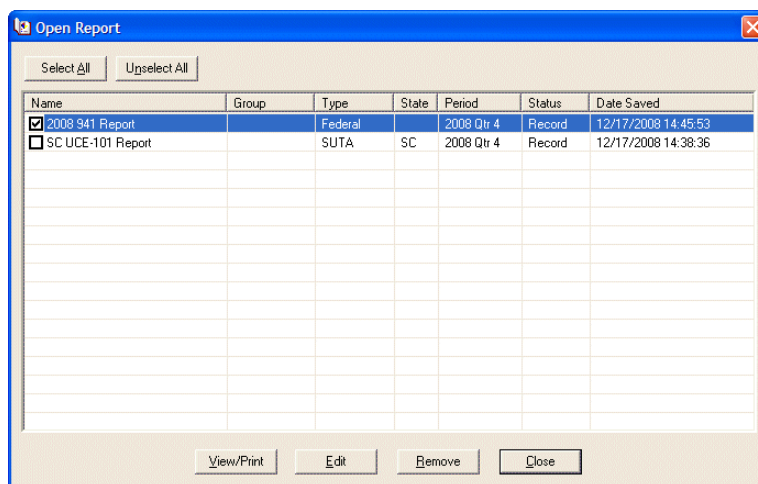 Open Report
Select All Unselect All
Name Group Type State Period Status Date Saved
2008 941 Report Federal 2008 Qtr 4 Record 12/17/2008 14:45:53
SC UCE-101 Report SUTA SC 2008 Qtr 4 Record 12/17/2008 14:38:36
View/Print Edit Remove Close